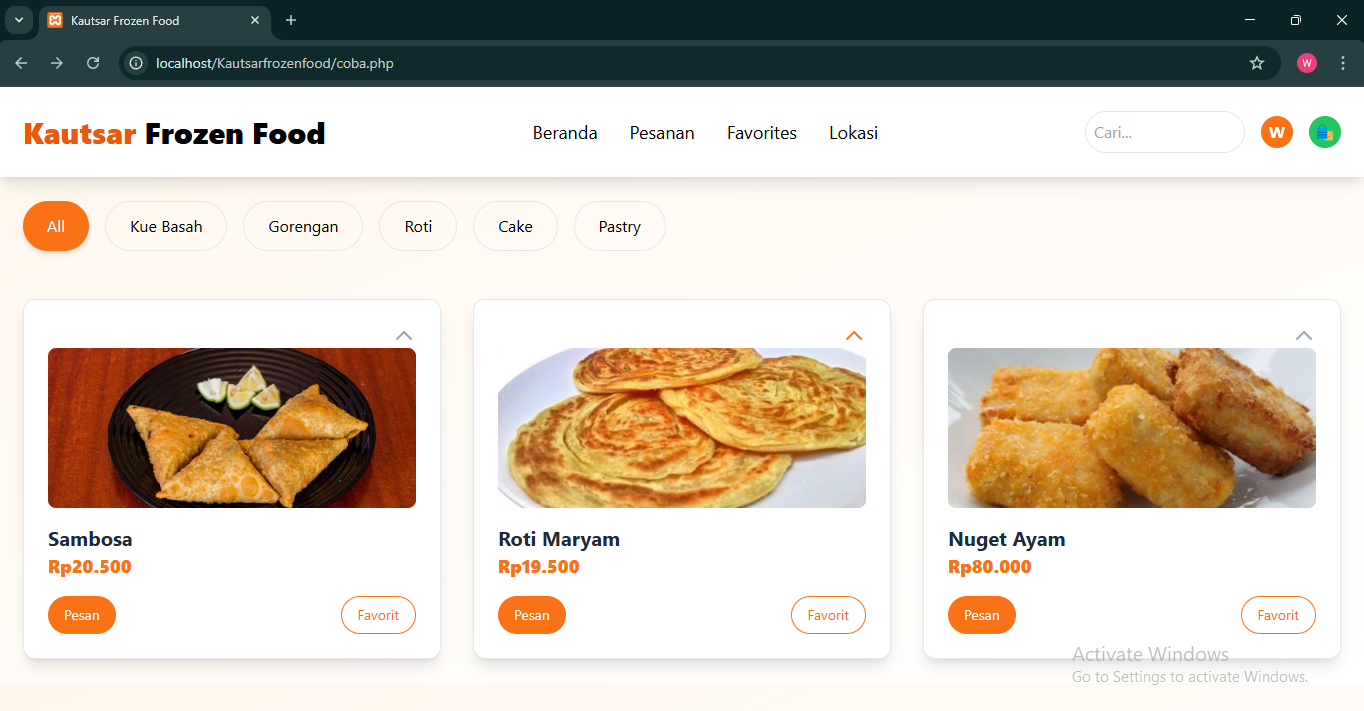 Kautsar Frozen Food
localhost/Kautsarfrozenfood/coba.php
W
Kautsar Frozen Food
Beranda Pesanan Favorites Lokasi
Cari...
W
All Kue Basah Gorengan Roti Cake Pastry
Sambosa
Rp20.500
Pesan Favorit
Roti Maryam
Rp19.500
Pesan Favorit
Nuget Ayam
Rp80.000
Pesan Favorit
Activate Windows
Go to Settings to activate Windows.